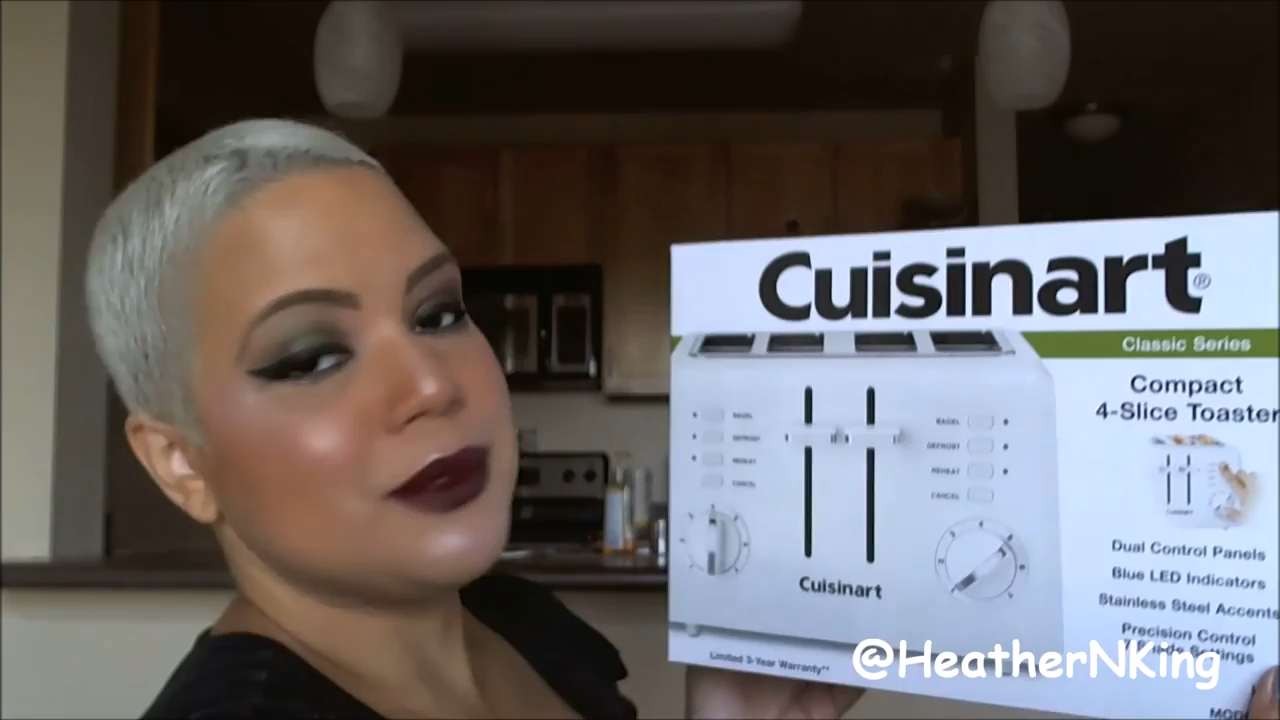 Cuisinart®
Classic Series
Compact
4-Slice Toaster
BAGEL
DEFROST
REHEAT
CANCEL
BAGEL
DEFROST
REHEAT
CANCEL
Cuisinart
Dual Control Panels
Blue LED Indicators
Stainless Steel Accents
Precision Control
Settings
Limited 3-Year Warranty**
@HeatherNKing